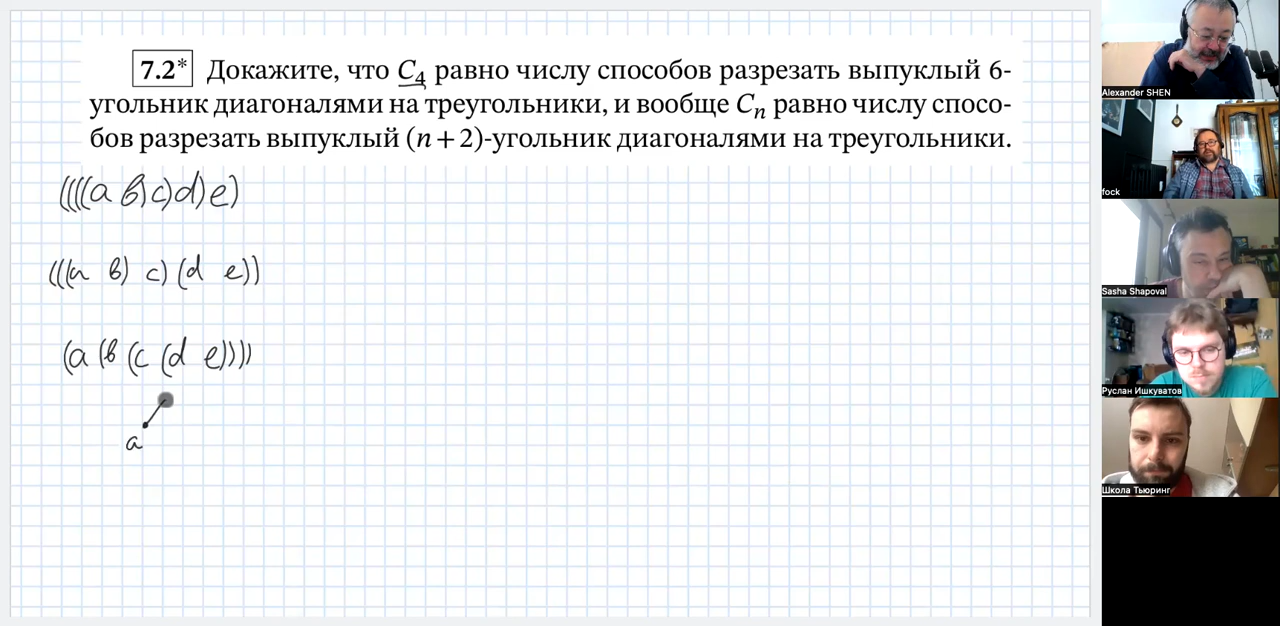 7.2* Докажите, что C₄ равно числу способов разрезать выпуклый 6-
угольник диагоналями на треугольники, и вообще Cₙ равно числу спосо-
бов разрезать выпуклый (n + 2)-угольник диагоналями на треугольники.
((((a b) c) d) e)
(((a b) c) (d e))
(a (b (c (d e))))
a
Alexander SHEN
fock
Sasha Shapoval
Руслан Ишкуватов
Школа Тьюринг